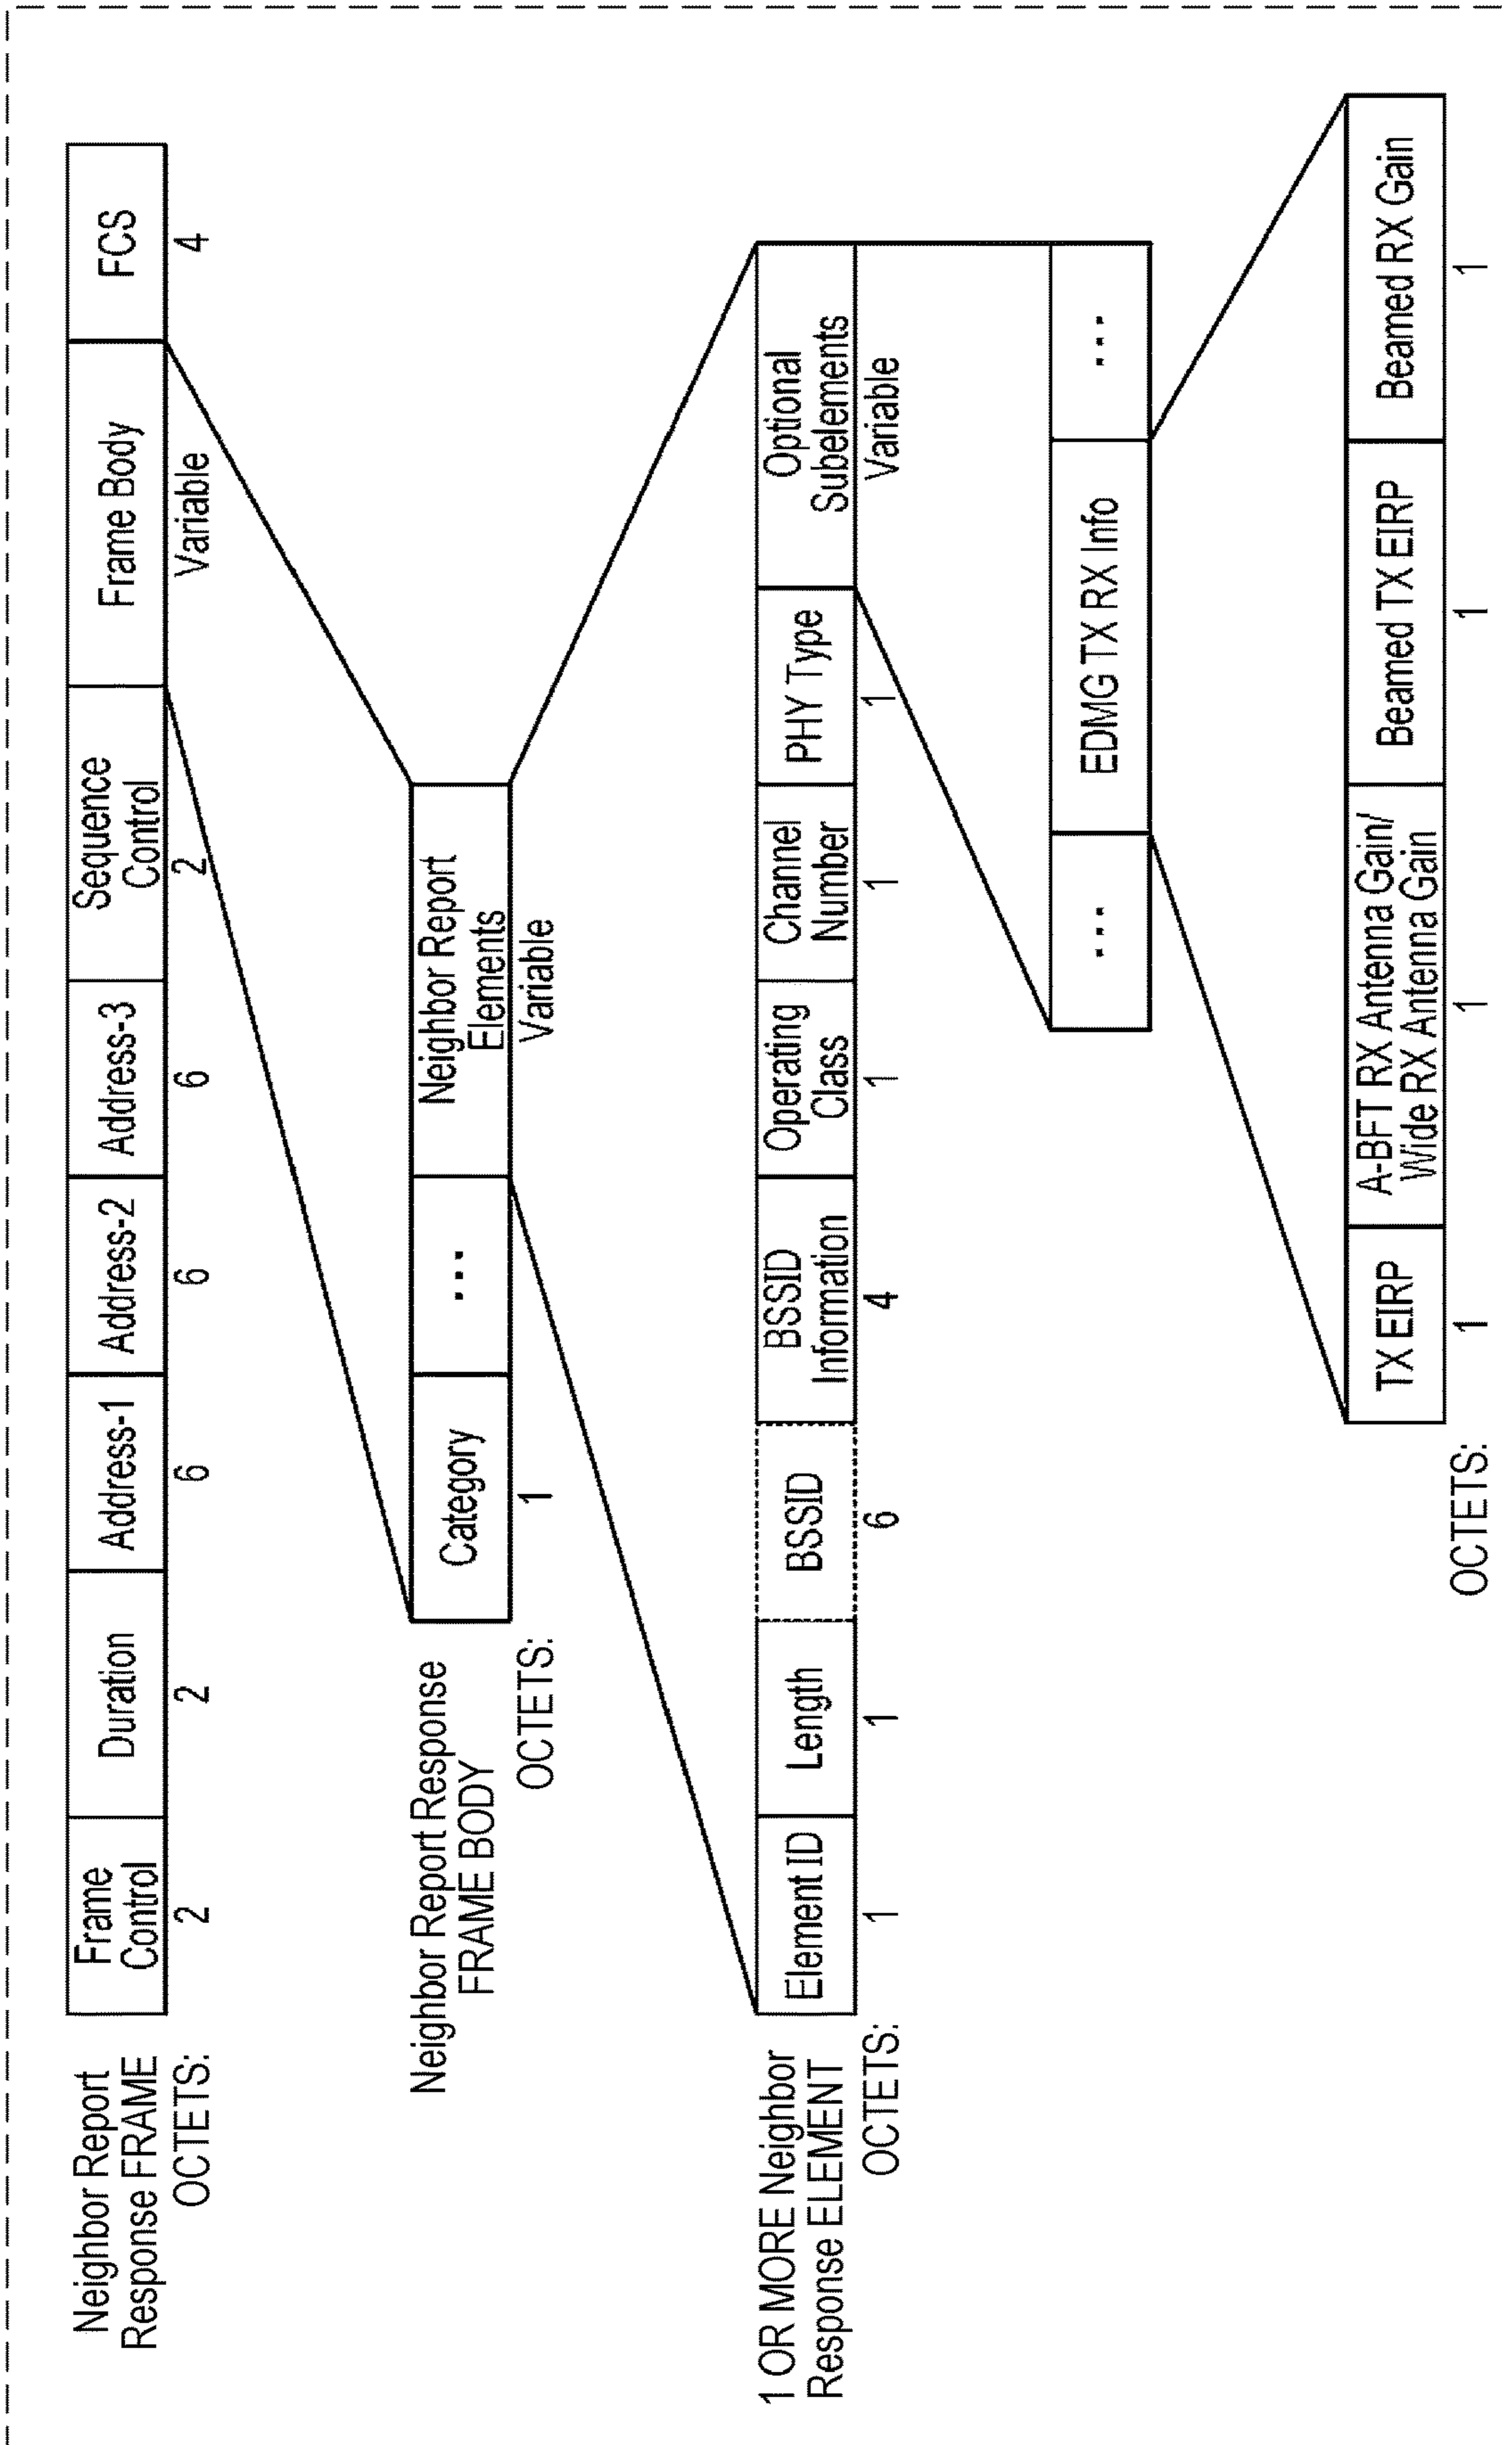 Neighbor Report
Response FRAME
Frame
Control
Duration
Address-1
Address-2
Address-3
Sequence
Control
Frame Body
FCS
OCTETS:
2
2
6
6
6
2
Variable
4
Neighbor Report Response
FRAME BODY
Category
...
Neighbor Report
Elements
OCTETS:
1
Variable
1 OR MORE Neighbor
Response ELEMENT
Element ID
Length
BSSID
BSSID
Information
Operating
Class
Channel
Number
PHY Type
Optional
Subelements
OCTETS:
1
1
6
4
1
1
1
Variable
...
EDMG TX RX Info
...
TX EIRP
A-BFT RX Antenna Gain/
Wide RX Antenna Gain
Beamed TX EIRP
Beamed RX Gain
OCTETS:
1
1
1
1